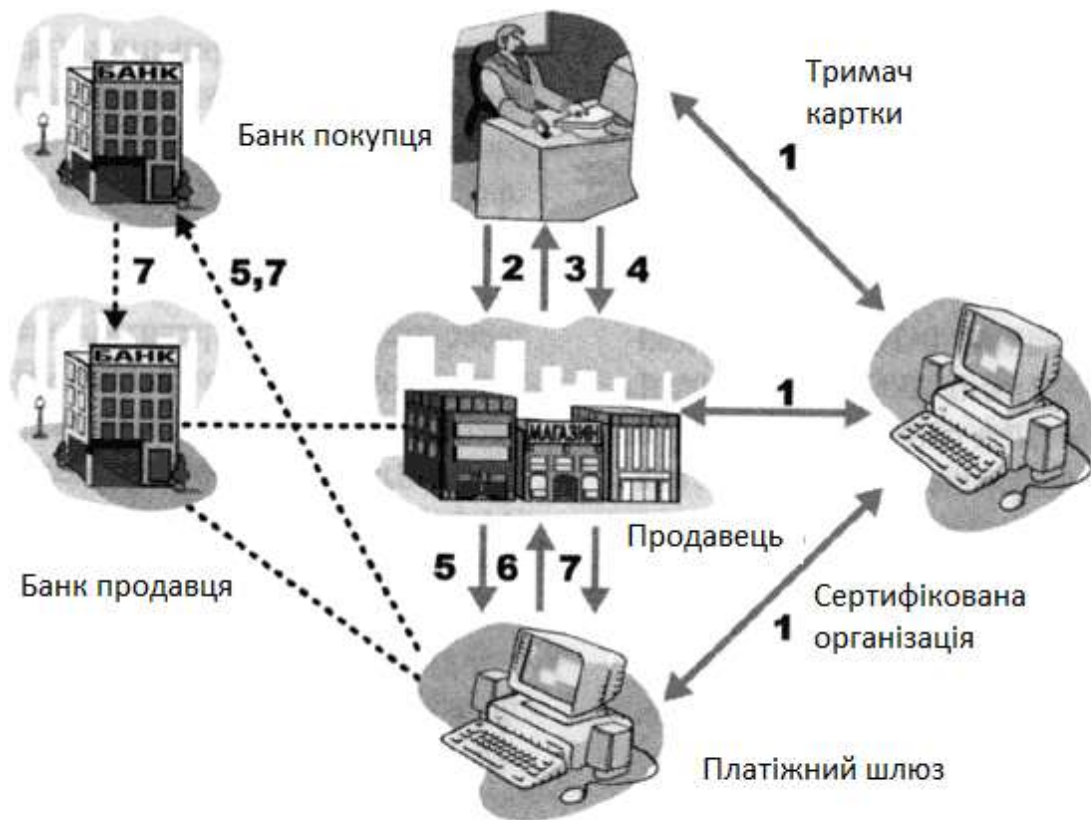 БАНК
Тримач
картки
Банк покупця
1
2
3
4
7
5,7
БАНК
1
МАГАЗИН
Продавець
5
6
7
Банк продавця
1
Сертифікована
організація
Платіжний шлюз